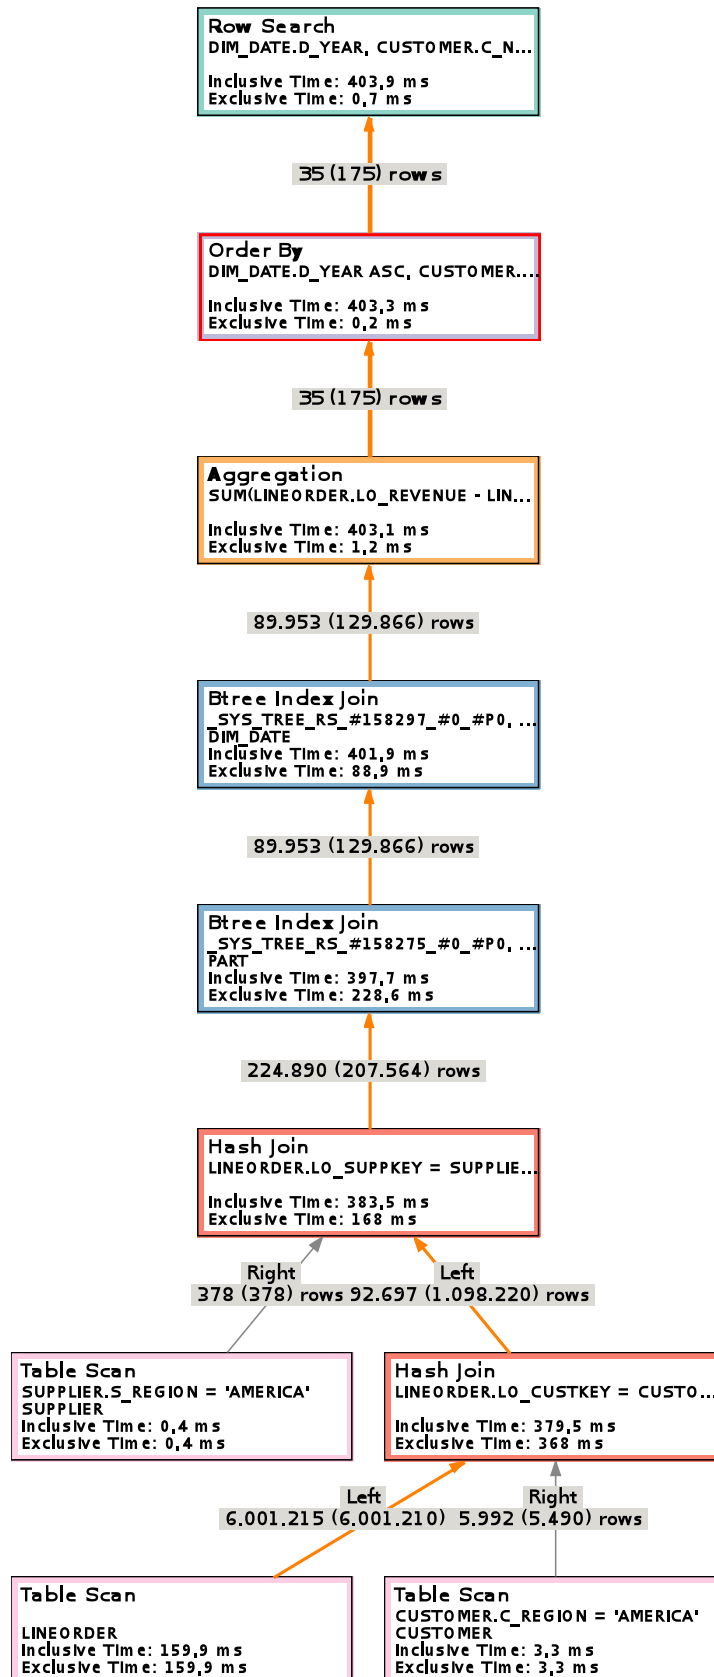 Row Search
DIM_DATE.D_YEAR, CUSTOMER.C_N...
Inclusive Time: 403,9 ms
Exclusive Time: 0,7 ms
35 (175) rows
Order By
DIM_DATE.D_YEAR ASC, CUSTOMER....
Inclusive Time: 403,3 ms
Exclusive Time: 0,2 ms
35 (175) rows
Aggregation
SUM(LINEORDER.LO_REVENUE - LIN...
Inclusive Time: 403,1 ms
Exclusive Time: 1,2 ms
89.953 (129.866) rows
Btree Index Join
_SYS_TREE_RS_#158297_#0_#P0, ...
DIM_DATE
Inclusive Time: 401,9 ms
Exclusive Time: 88,9 ms
89.953 (129.866) rows
Btree Index Join
_SYS_TREE_RS_#158275_#0_#P0, ...
PART
Inclusive Time: 397,7 ms
Exclusive Time: 228,6 ms
224.890 (207.564) rows
Hash Join
LINEORDER.LO_SUPPKEY = SUPPLIE...
Inclusive Time: 383,5 ms
Exclusive Time: 168 ms
Right Left
378 (378) rows 92.697 (1.098.220) rows
Table Scan
SUPPLIER.S_REGION = 'AMERICA'
SUPPLIER
Inclusive Time: 0,4 ms
Exclusive Time: 0,4 ms
Hash Join
LINEORDER.LO_CUSTKEY = CUSTO...
Inclusive Time: 379,5 ms
Exclusive Time: 368 ms
Left Right
6.001.215 (6.001.210) 5.992 (5.490) rows
Table Scan
LINEORDER
Inclusive Time: 159,9 ms
Exclusive Time: 159,9 ms
Table Scan
CUSTOMER.C_REGION = 'AMERICA'
CUSTOMER
Inclusive Time: 3,3 ms
Exclusive Time: 3,3 ms